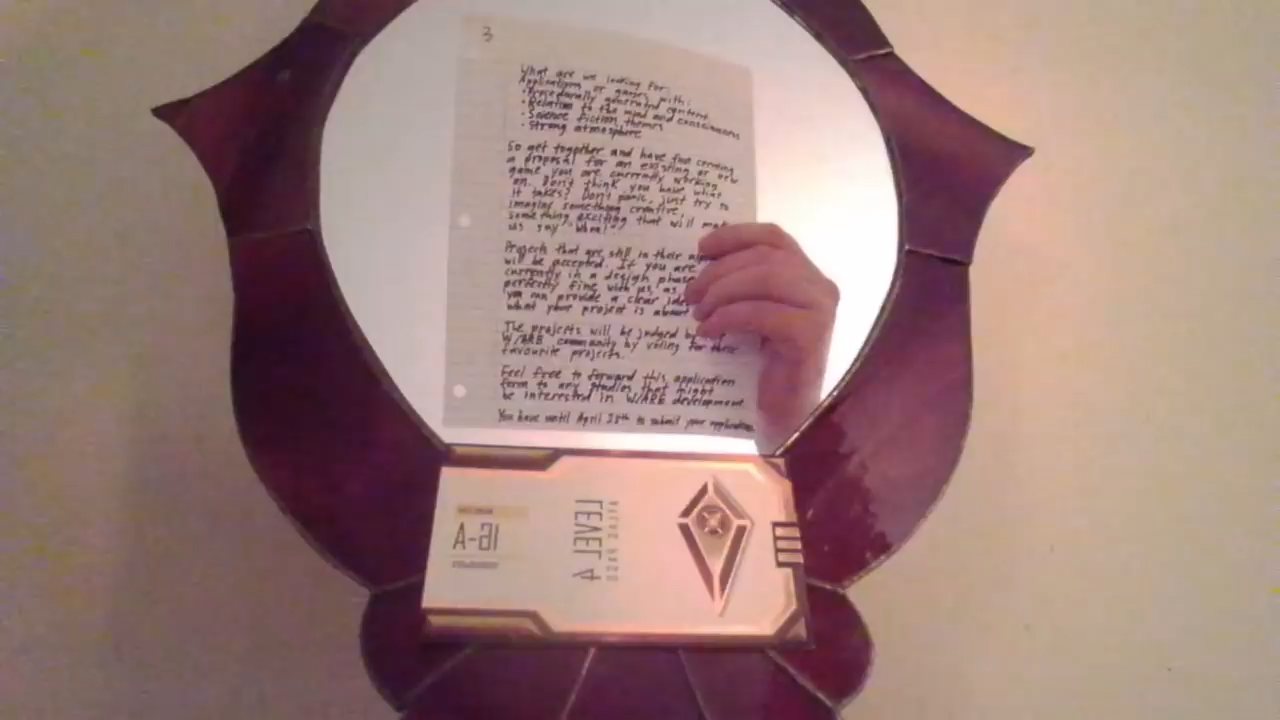 3
What are we looking for:
Applications or games with:
• Procedurally generated content
• Relation to the mind and consciousness
• Science fiction themes
• Strong atmosphere
So get together and have fun creating
a proposal for an existing or new
game you are currently working
on. Don't think you have what
it takes? Don't panic, just try to
imagine something creative,
something exciting that will make
us say "Whoa!"?
Projects that are still in their
will be accepted. If you are
currently in a design phase
perfectly fine with us, as
you can provide a clear idea
what your project is about
The projects will be judged by
W/ARE community by voting for their
favourite projects.
Feel free to forward this application
form to any studios that might
be interested in W/ARE development
You have until April 28th to submit your application
16-A
LEVEL 4